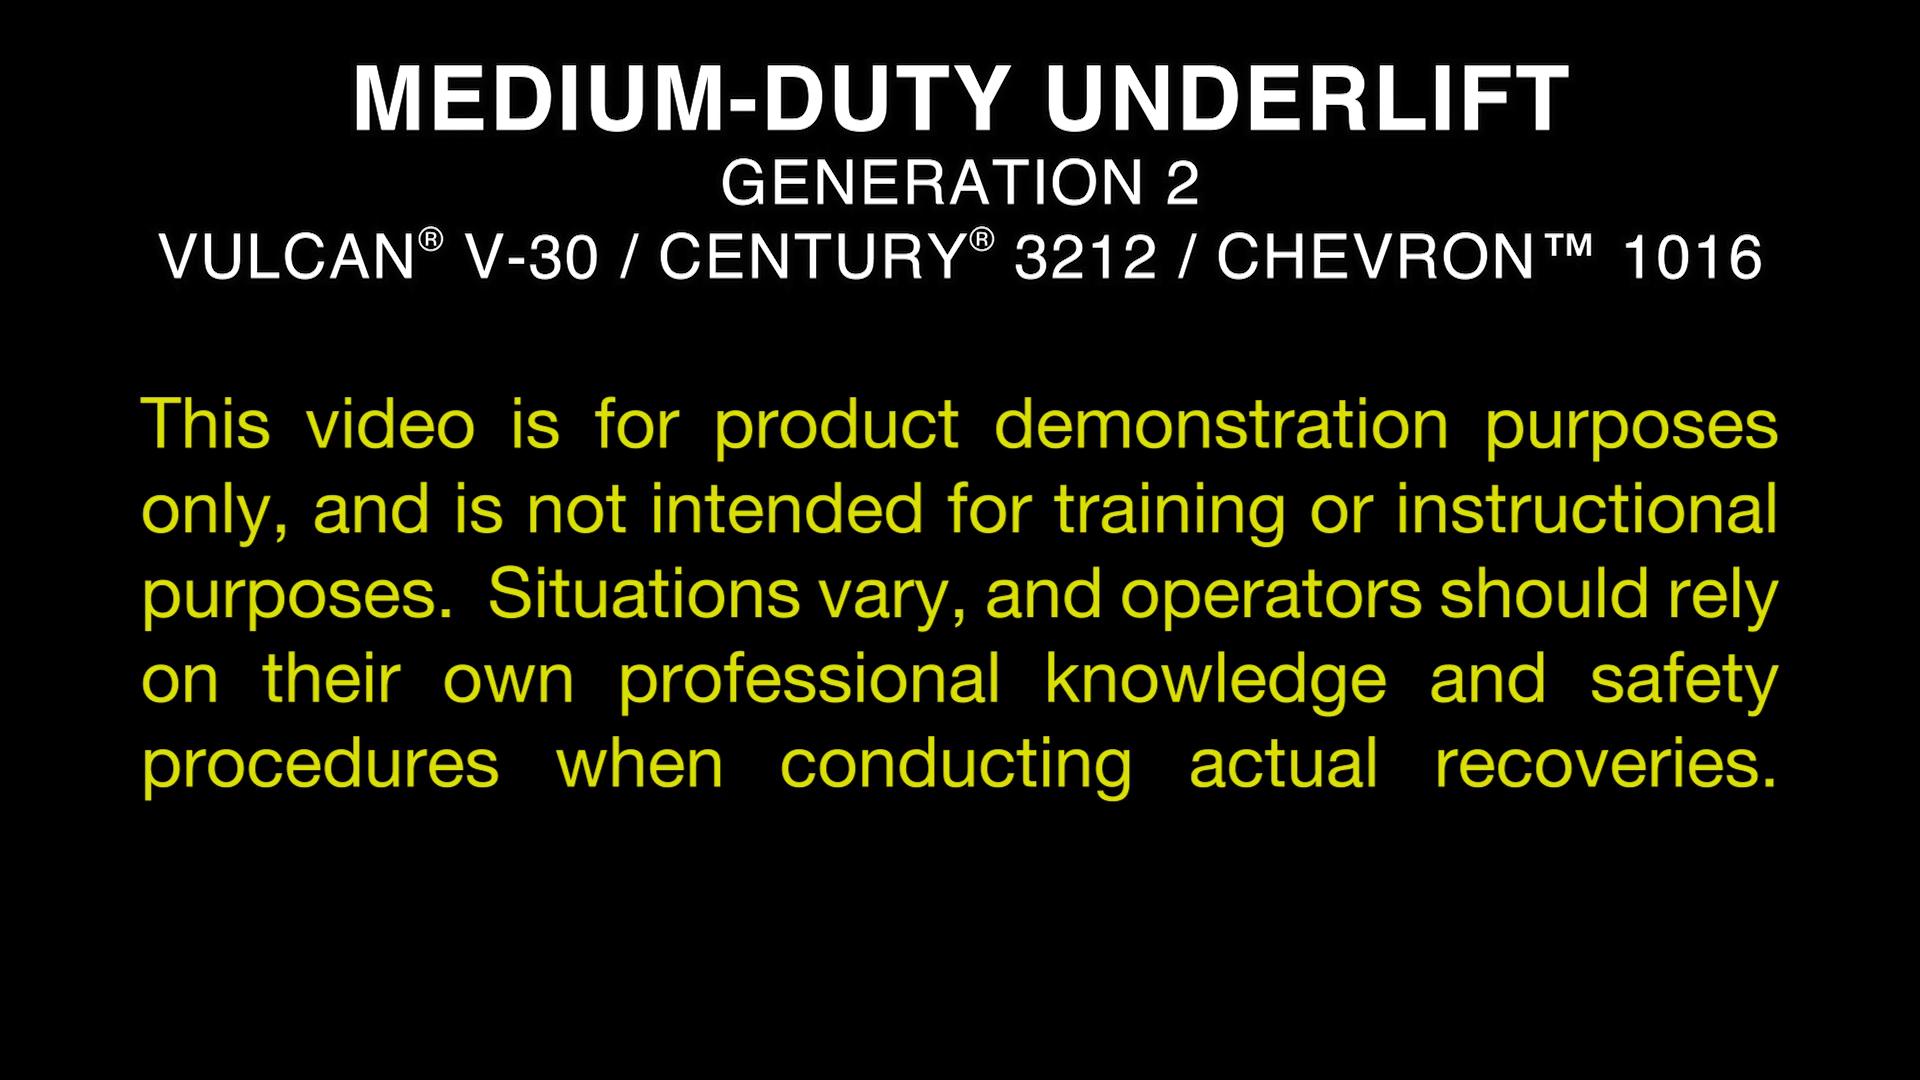 MEDIUM-DUTY UNDERLIFT
GENERATION 2
VULCAN® V-30 / CENTURY® 3212 / CHEVRON™ 1016
This video is for product demonstration purposes
only, and is not intended for training or instructional
purposes.  Situations vary, and operators should rely
on their own professional knowledge and safety
procedures when conducting actual recoveries.